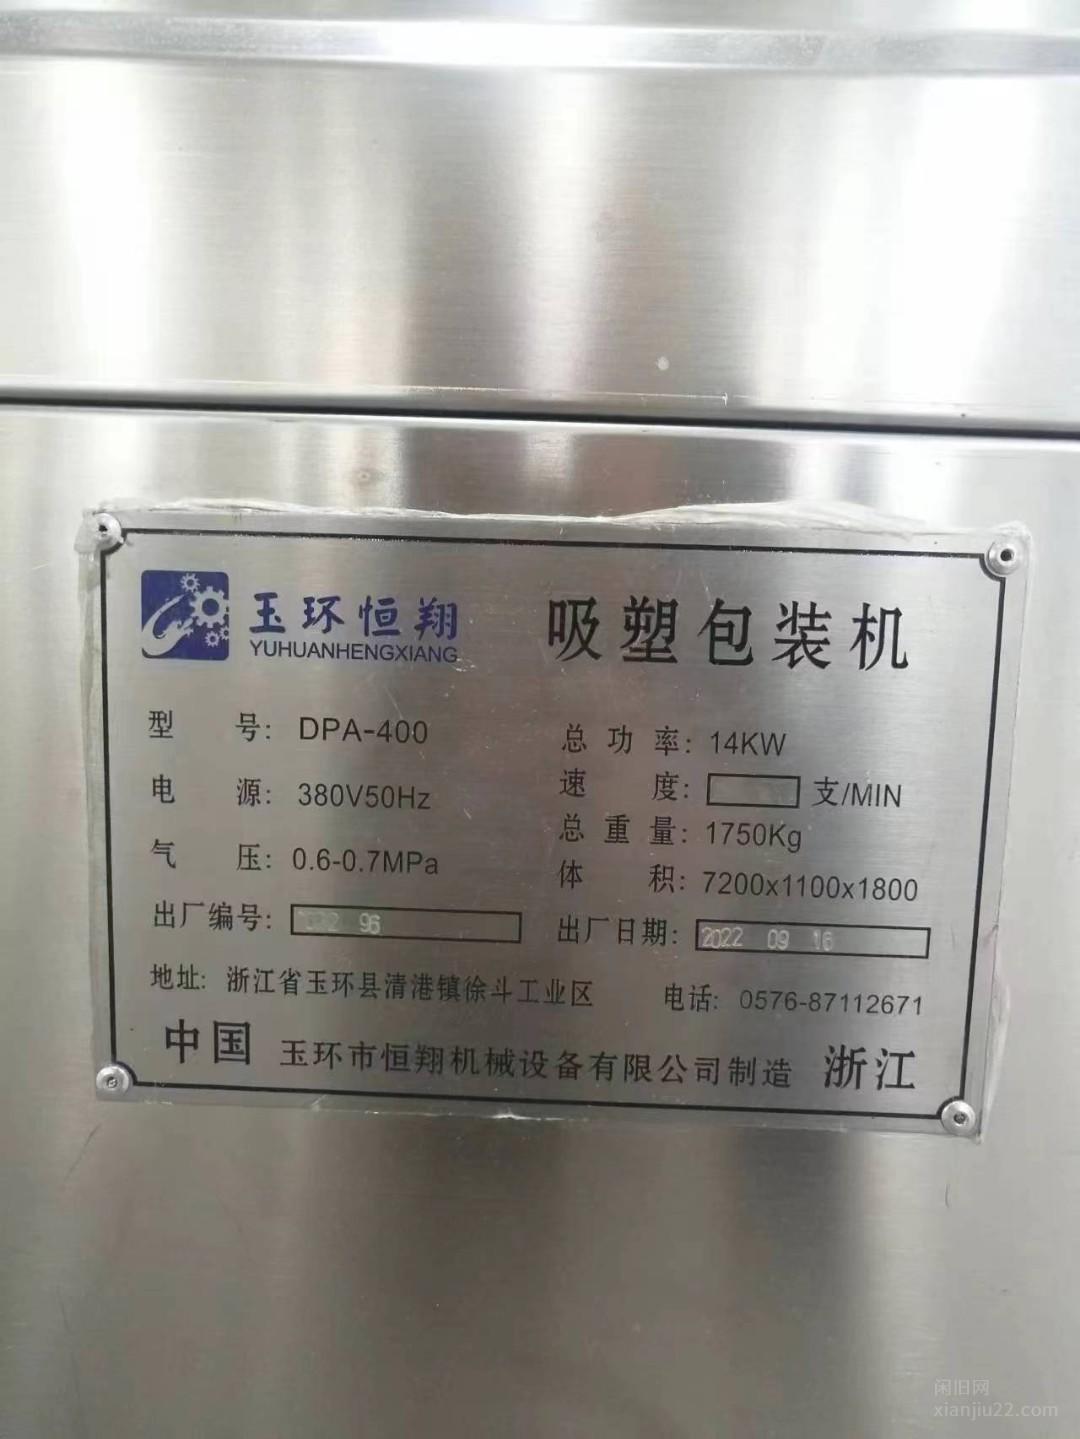 玉环恒翔
YUHUANHENGXIANG
吸塑包装机
型 号: DPA-400
总 功 率: 14KW
电 源: 380V50Hz
速 度: 支/MIN
气 压: 0.6-0.7MPa
总 重 量: 1750Kg
体 积: 7200x1100x1800
出厂编号: 2022 96
出厂日期: 2022 09 16
地址: 浙江省玉环县清港镇徐斗工业区
电话: 0576-87112671
中国 玉环市恒翔机械设备有限公司制造 浙江
闲旧网
xianjiu22.com